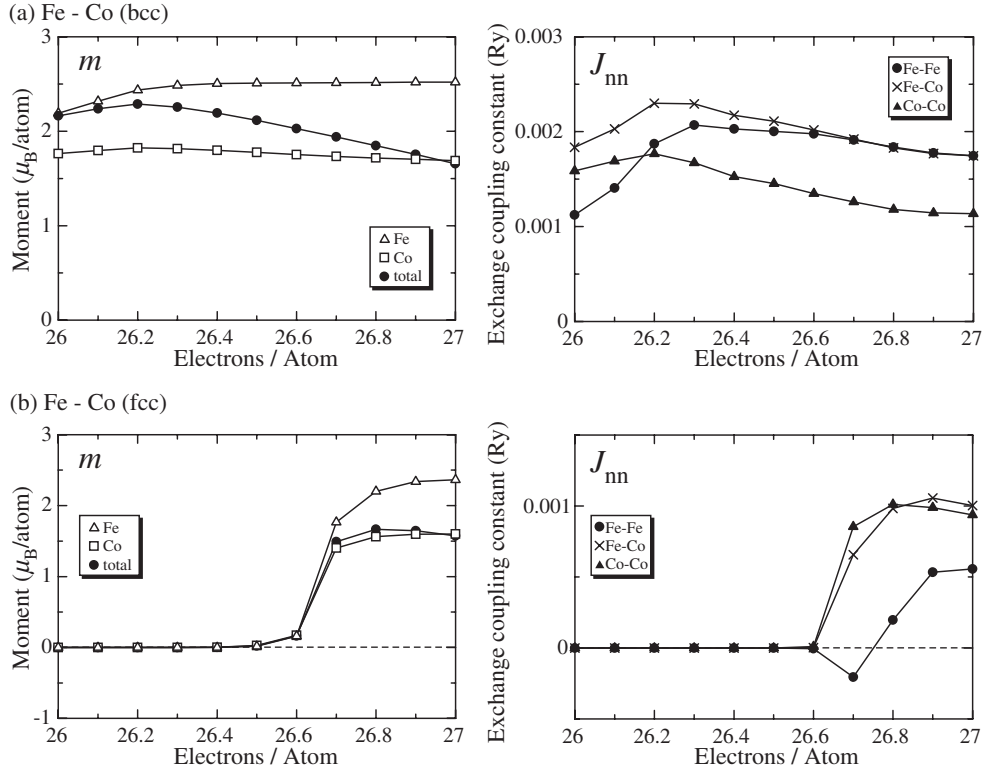 (a) Fe - Co (bcc)
3
2
1
0
m
Moment (μB/atom)
Fe
Co
total
26 26.2 26.4 26.6 26.8 27
Electrons / Atom
0.003
0.002
0.001
0
Jnn
Exchange coupling constant (Ry)
Fe-Fe
Fe-Co
Co-Co
26 26.2 26.4 26.6 26.8 27
Electrons / Atom
(b) Fe - Co (fcc)
3
2
1
0
-1
m
Moment (μB/atom)
Fe
Co
total
26 26.2 26.4 26.6 26.8 27
Electrons / Atom
0.001
0
Jnn
Exchange coupling constant (Ry)
Fe-Fe
Fe-Co
Co-Co
26 26.2 26.4 26.6 26.8 27
Electrons / Atom